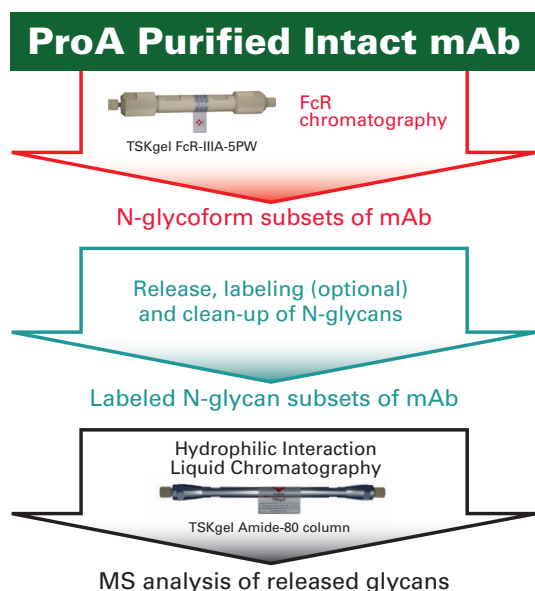 ProA Purified Intact mAb
FcR
chromatography
TSKgel FcR-IIIA-5PW
N-glycoform subsets of mAb
Release, labeling (optional)
and clean-up of N-glycans
Labeled N-glycan subsets of mAb
Hydrophilic Interaction
Liquid Chromatography
TSKgel Amide-80 column
MS analysis of released glycans